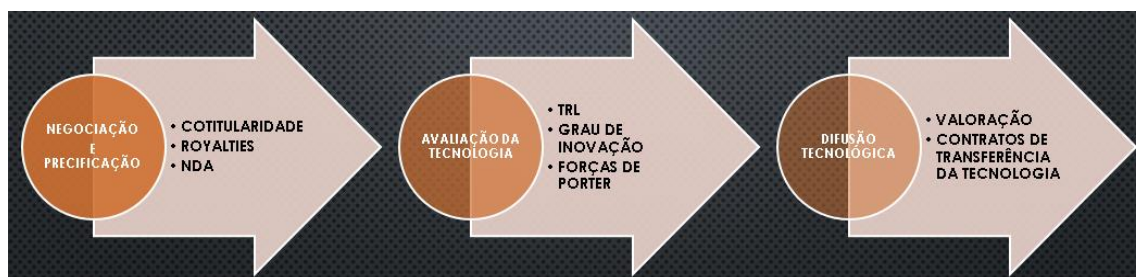 NEGOCIAÇÃO
E
PRECIFICAÇÃO
• COTITULARIDADE
• ROYALTIES
• NDA
AVALIAÇÃO DA
TECNOLOGIA
• TRL
• GRAU DE
INOVAÇÃO
• FORÇAS DE
PORTER
DIFUSÃO
TECNOLÓGICA
• VALORAÇÃO
• CONTRATOS DE
TRANSFERÊNCIA
DA TECNOLOGIA